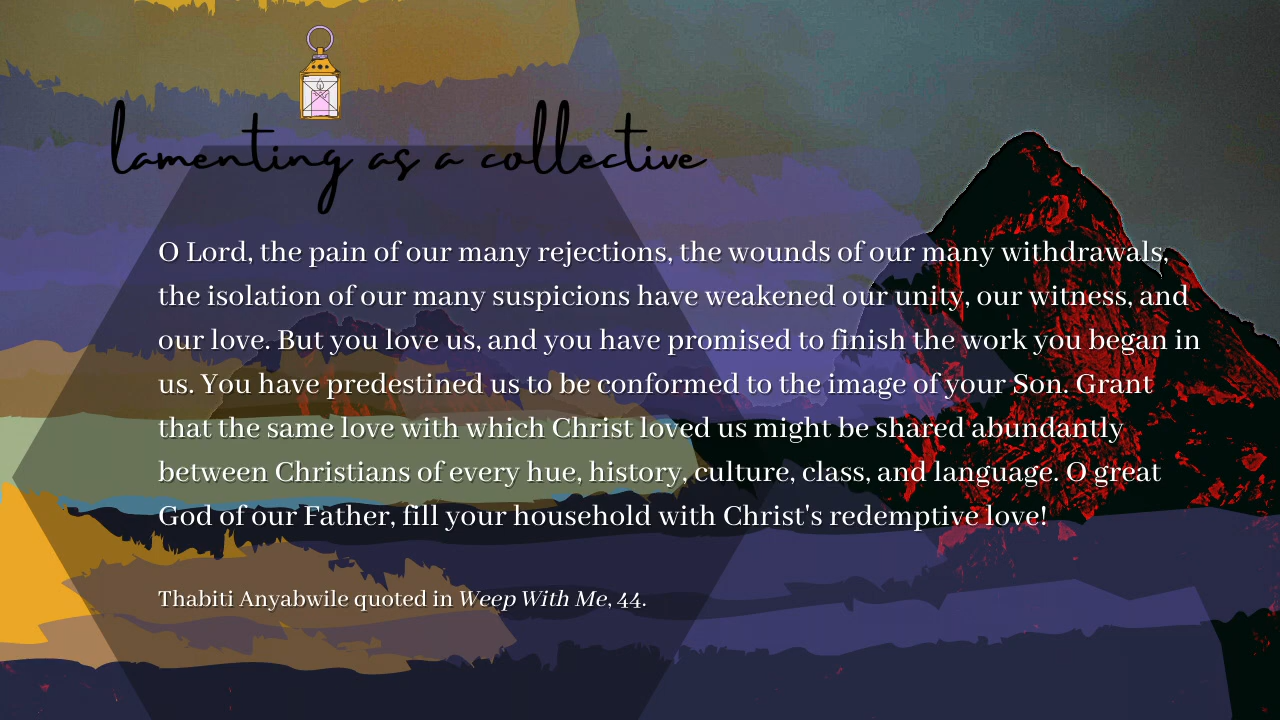 lamenting as a collective
O Lord, the pain of our many rejections, the wounds of our many withdrawals,
the isolation of our many suspicions have weakened our unity, our witness, and
our love. But you love us, and you have promised to finish the work you began in
us. You have predestined us to be conformed to the image of your Son. Grant
that the same love with which Christ loved us might be shared abundantly
between Christians of every hue, history, culture, class, and language. O great
God of our Father, fill your household with Christ's redemptive love!
Thabiti Anyabwile quoted in Weep With Me, 44.